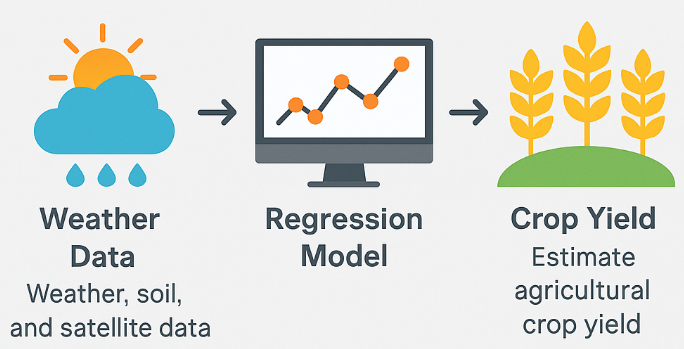 Weather
Data
Weather, soil,
and satellite data
Regression
Model
Crop Yield
Estimate
agricultural
crop yield